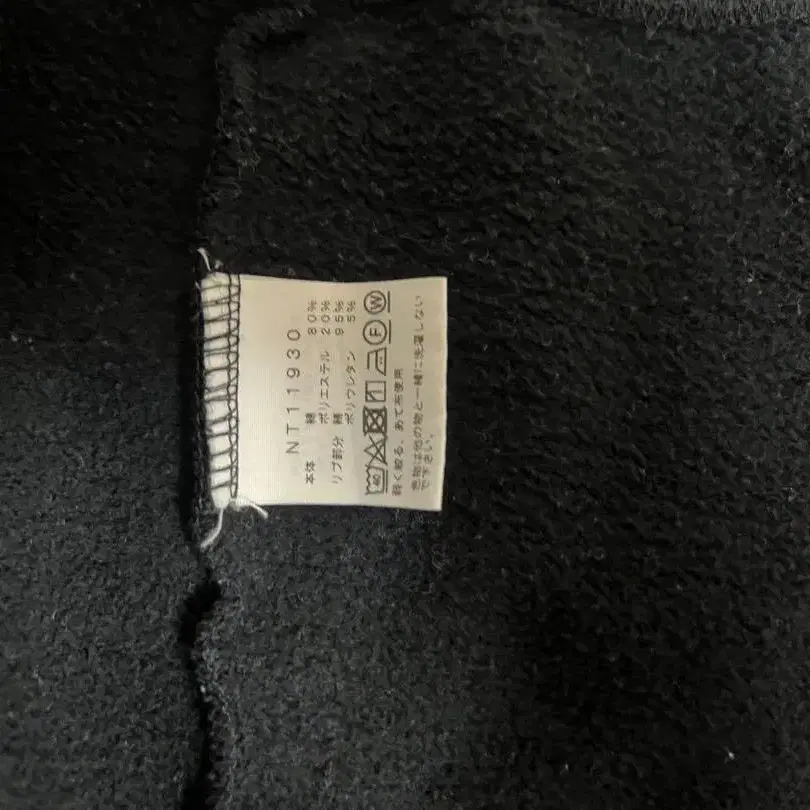 NT11930
本体 綿 80%
ポリエステル 20%
リブ部分 綿 95%
ポリウレタン 5%
40 F W
軽く絞る、あて布使用
色物は他の物と一緒に洗濯しない
で下さい。